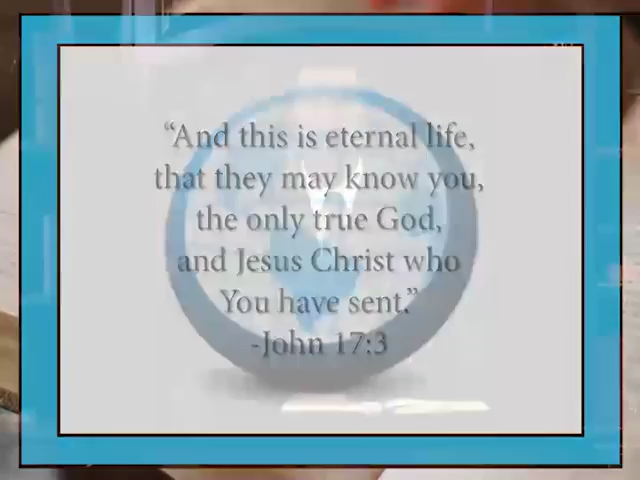 “And this is eternal life,
that they may know you,
the only true God,
and Jesus Christ who
You have sent.”
-John 17:3